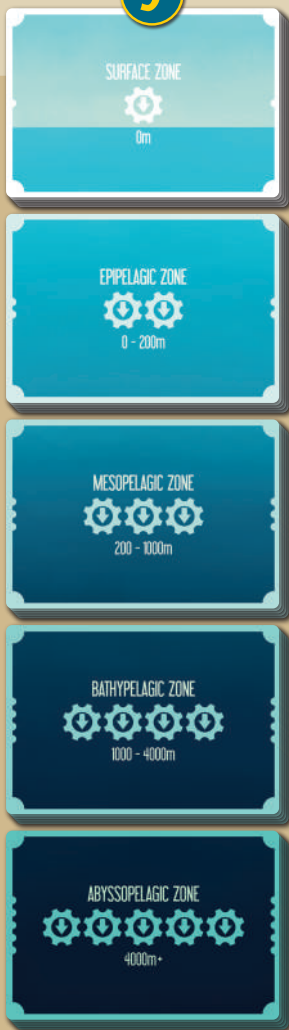 SURFACE ZONE
0m
EPIPELAGIC ZONE
0 - 200m
MESOPELAGIC ZONE
200 - 1000m
BATHYPELAGIC ZONE
1000 - 4000m
ABYSSOPELAGIC ZONE
4000m+